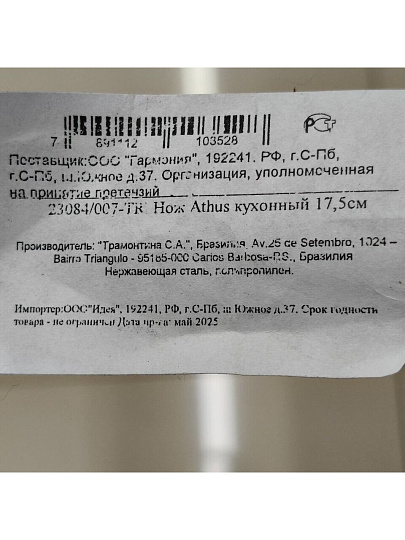 7 891112 103528
РСТ
Поставщик:ООО "Гармония", 192241, РФ, г.С-Пб,
г.С-Пб, ш.Южное д.37. Организация, уполномоченная
на принятие претензий
23084/007-TR Нож Athus кухонный 17,5см
Производитель: "Трамонтина С.А.", Бразилия, Av.25 de Setembro, 1024 –
Bairro Triangulo - 95185-000 Carlos Barbosa-RS., Бразилия
Нержавеющая сталь, полипропилен.
Импортер:ООО"Идея", 192241, РФ, г.С-Пб, ш Южное д.37, Срок годности
товара - не ограничен Дата пр-ва: май 2025